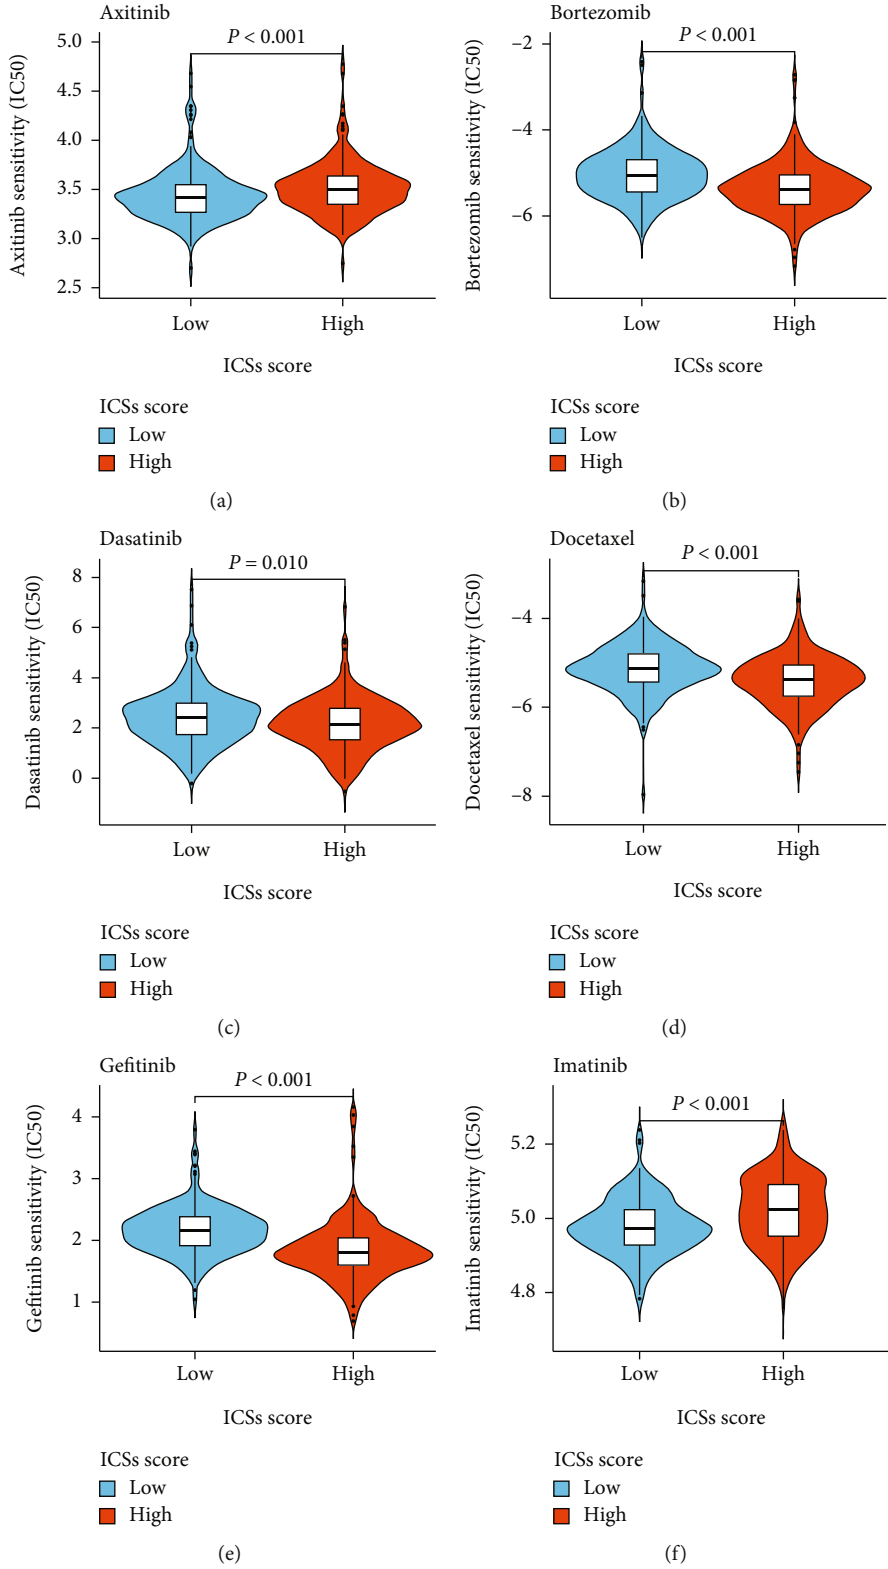 Axitinib
P < 0.001
5.0
4.5
4.0
3.5
3.0
2.5
Axitinib sensitivity (IC50)
Low
High
ICSs score
ICSs score
Low
High
(a)
Bortezomib
P < 0.001
−2
−4
−6
Bortezomib sensitivity (IC50)
Low
High
ICSs score
ICSs score
Low
High
(b)
Dasatinib
P = 0.010
8
6
4
2
0
Dasatinib sensitivity (IC50)
Low
High
ICSs score
ICSs score
Low
High
(c)
Docetaxel
P < 0.001
−4
−6
−8
Docetaxel sensitivity (IC50)
Low
High
ICSs score
ICSs score
Low
High
(d)
Gefitinib
P < 0.001
4
3
2
1
Gefitinib sensitivity (IC50)
Low
High
ICSs score
ICSs score
Low
High
(e)
Imatinib
P < 0.001
5.2
5.0
4.8
Imatinib sensitivity (IC50)
Low
High
ICSs score
ICSs score
Low
High
(f)